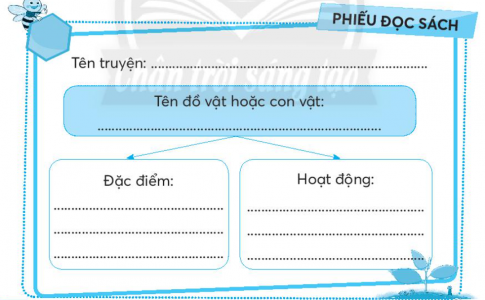 PHIẾU ĐỌC SÁCH
Tên truyện: ..................................................................
chân trời sáng tạo
Tên đồ vật hoặc con vật:
..................................................................
Đặc điểm:
Hoạt động:
.......................................
.......................................
.......................................
.......................................
.......................................
.......................................